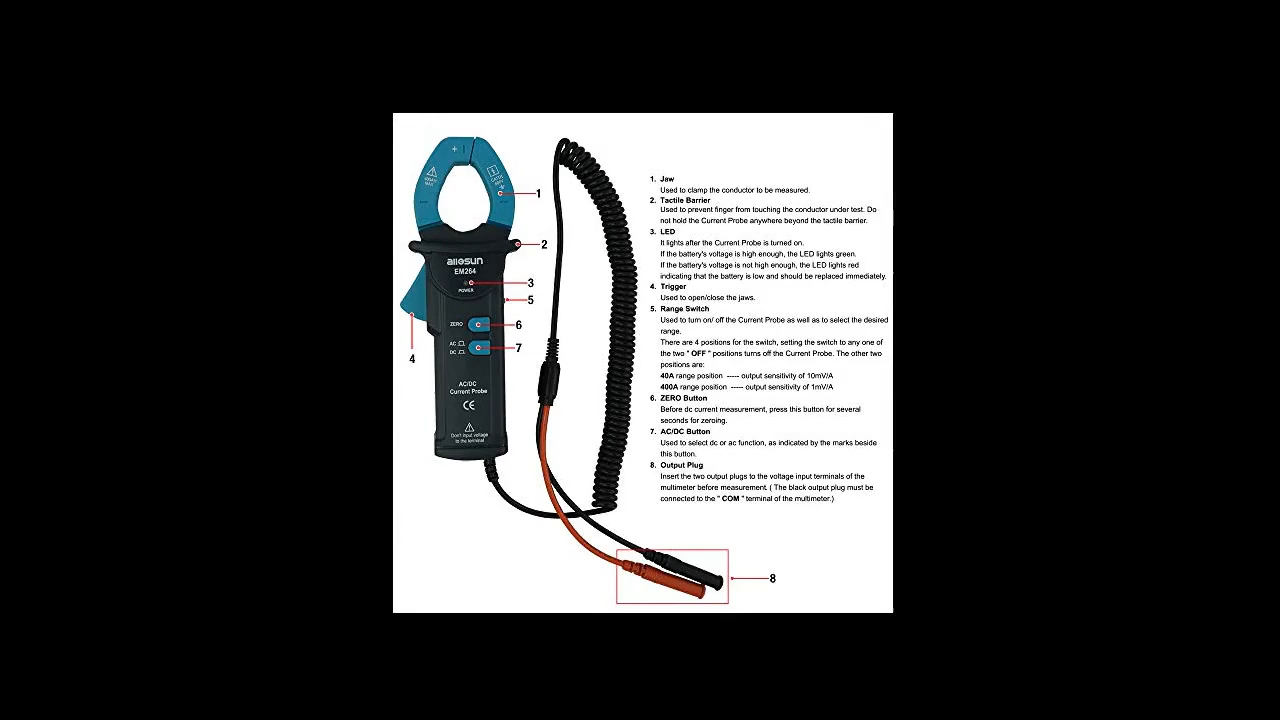 +
400A
MAX
CAT III
1
2
allosun
EM264
3
POWER
5
ZERO
6
AC
DC
7
4
AC/DC
Current Probe
CE
Don't input voltage
to the terminal
8
1. Jaw
Used to clamp the conductor to be measured.
2. Tactile Barrier
Used to prevent finger from touching the conductor under test. Do
not hold the Current Probe anywhere beyond the tactile barrier.
3. LED
It lights after the Current Probe is turned on.
If the battery's voltage is high enough, the LED lights green.
If the battery's voltage is not high enough, the LED lights red
indicating that the battery is low and should be replaced immediately.
4. Trigger
Used to open/close the jaws.
5. Range Switch
Used to turn on/ off the Current Probe as well as to select the desired
range.
There are 4 positions for the switch, setting the switch to any one of
the two " OFF " positions turns off the Current Probe. The other two
positions are:
40A range position ----- output sensitivity of 10mV/A
400A range position ----- output sensitivity of 1mV/A
6. ZERO Button
Before dc current measurement, press this button for several
seconds for zeroing.
7. AC/DC Button
Used to select dc or ac function, as indicated by the marks beside
this button.
8. Output Plug
Insert the two output plugs to the voltage input terminals of the
multimeter before measurement. ( The black output plug must be
connected to the " COM " terminal of the multimeter.)